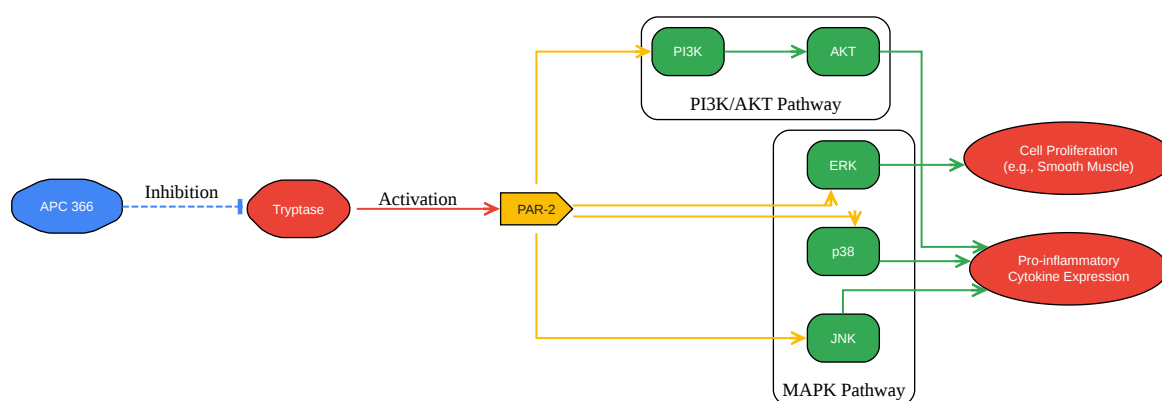 PI3K
AKT
PI3K/AKT Pathway
ERK
Cell Proliferation
(e.g., Smooth Muscle)
APC 366
Inhibition
Tryptase
Activation
PAR-2
p38
Pro-inflammatory
Cytokine Expression
JNK
MAPK Pathway